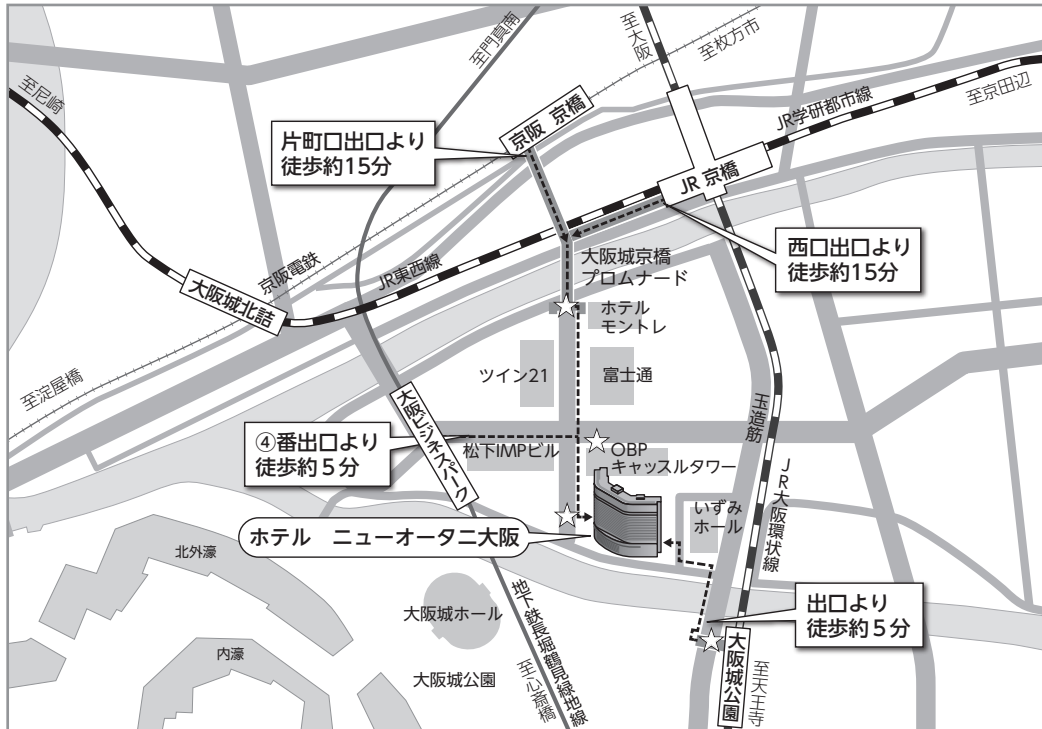 至門真南
至大阪
至枚方市
至尼崎
京阪 京橋
JR学研都市線
至京田辺
片町口出口より
徒歩約15分
JR 京橋
西口出口より
徒歩約15分
京阪電鉄
JR東西線
大阪城北詰
大阪城京橋
プロムナード
ホテル
モントレ
至淀屋橋
ツイン21
富士通
大阪ビジネスパーク
玉造筋
④番出口より
徒歩約５分
松下IMPビル
OBP
キャッスルタワー
JR大阪環状線
いずみ
ホール
ホテル　ニューオータニ大阪
北外濠
大阪城ホール
地下鉄長堀鶴見緑地線
出口より
徒歩約５分
内濠
大阪城公園
至心斎橋
大阪城公園
至天王寺